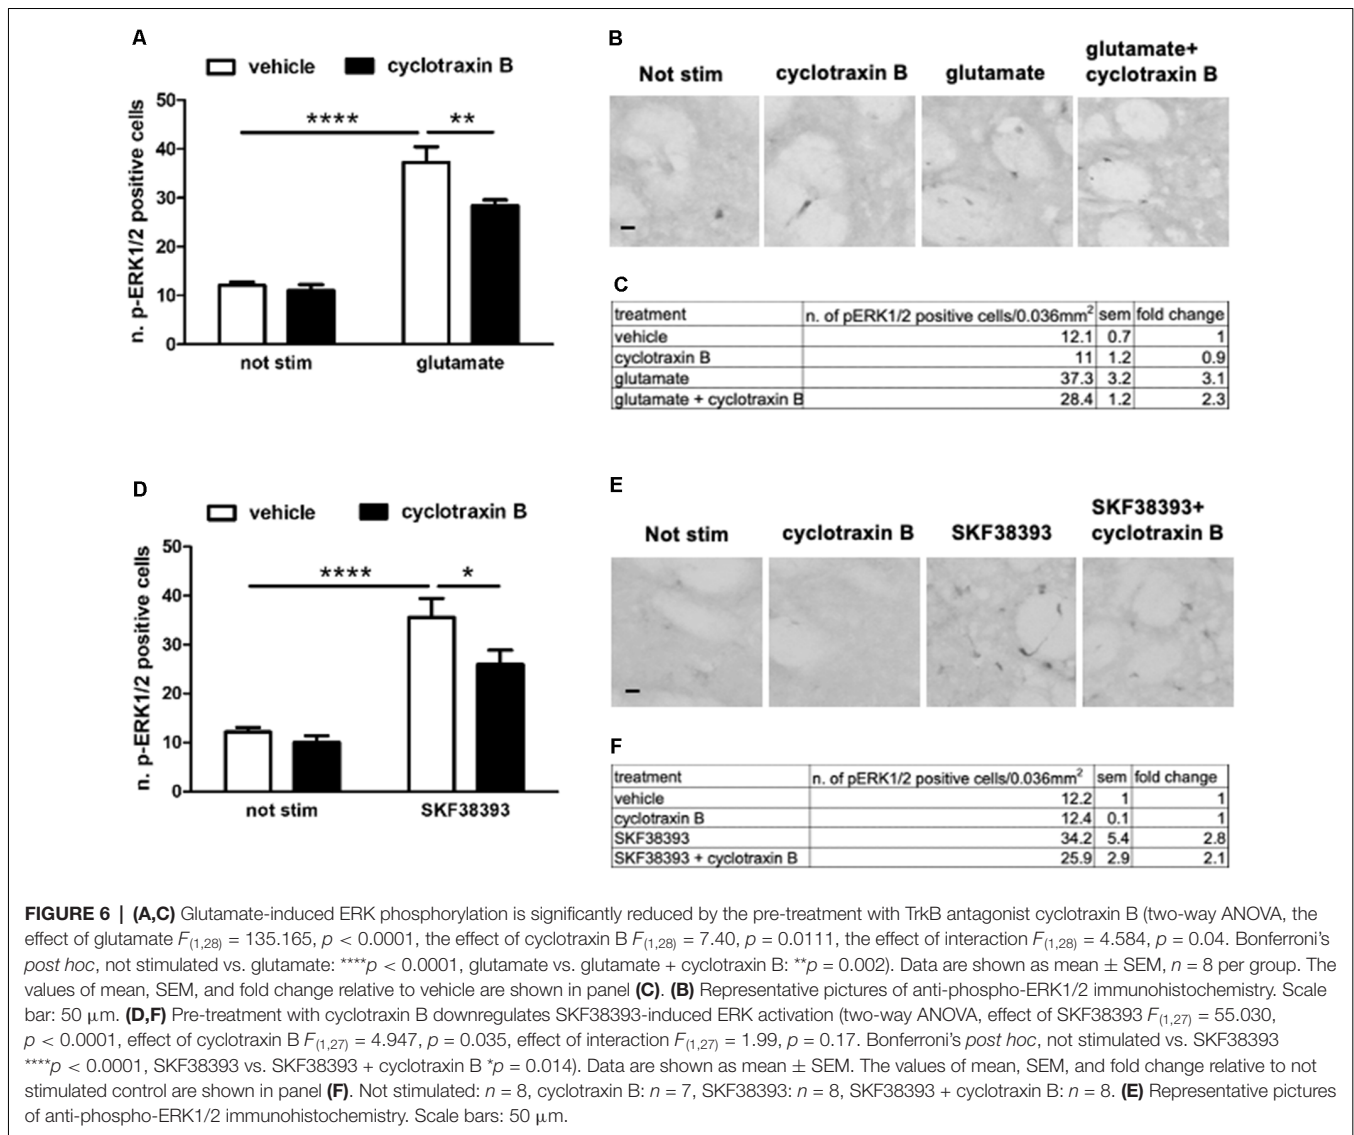 A
vehicle cyclotraxin B
n. p-ERK1/2 positive cells
50
40
30
20
10
0
**** **
not stim glutamate
B
Not stim cyclotraxin B glutamate glutamate+
cyclotraxin B
C
treatment n. of pERK1/2 positive cells/0.036mm² sem fold change
vehicle 12.1 0.7 1
cyclotraxin B 11 1.2 0.9
glutamate 37.3 3.2 3.1
glutamate + cyclotraxin B 28.4 1.2 2.3
D
vehicle cyclotraxin B
n. p-ERK1/2 positive cells
50
40
30
20
10
0
**** *
not stim SKF38393
E
Not stim cyclotraxin B SKF38393 SKF38393+
cyclotraxin B
F
treatment n. of pERK1/2 positive cells/0.036mm² sem fold change
vehicle 12.2 1 1
cyclotraxin B 12.4 0.1 1
SKF38393 34.2 5.4 2.8
SKF38393 + cyclotraxin B 25.9 2.9 2.1
FIGURE 6 | (A,C) Glutamate-induced ERK phosphorylation is significantly reduced by the pre-treatment with TrkB antagonist cyclotraxin B (two-way ANOVA, the
effect of glutamate F(1,28) = 135.165, p < 0.0001, the effect of cyclotraxin B F(1,28) = 7.40, p = 0.0111, the effect of interaction F(1,28) = 4.584, p = 0.04. Bonferroni's
post hoc, not stimulated vs. glutamate: ****p < 0.0001, glutamate vs. glutamate + cyclotraxin B: **p = 0.002). Data are shown as mean ± SEM, n = 8 per group. The
values of mean, SEM, and fold change relative to vehicle are shown in panel (C). (B) Representative pictures of anti-phospho-ERK1/2 immunohistochemistry. Scale
bar: 50 μm. (D,F) Pre-treatment with cyclotraxin B downregulates SKF38393-induced ERK activation (two-way ANOVA, effect of SKF38393 F(1,27) = 55.030,
p < 0.0001, effect of cyclotraxin B F(1,27) = 4.947, p = 0.035, effect of interaction F(1,27) = 1.99, p = 0.17. Bonferroni's post hoc, not stimulated vs. SKF38393
****p < 0.0001, SKF38393 vs. SKF38393 + cyclotraxin B *p = 0.014). Data are shown as mean ± SEM. The values of mean, SEM, and fold change relative to not
stimulated control are shown in panel (F). Not stimulated: n = 8, cyclotraxin B: n = 7, SKF38393: n = 8, SKF38393 + cyclotraxin B: n = 8. (E) Representative pictures
of anti-phospho-ERK1/2 immunohistochemistry. Scale bars: 50 μm.